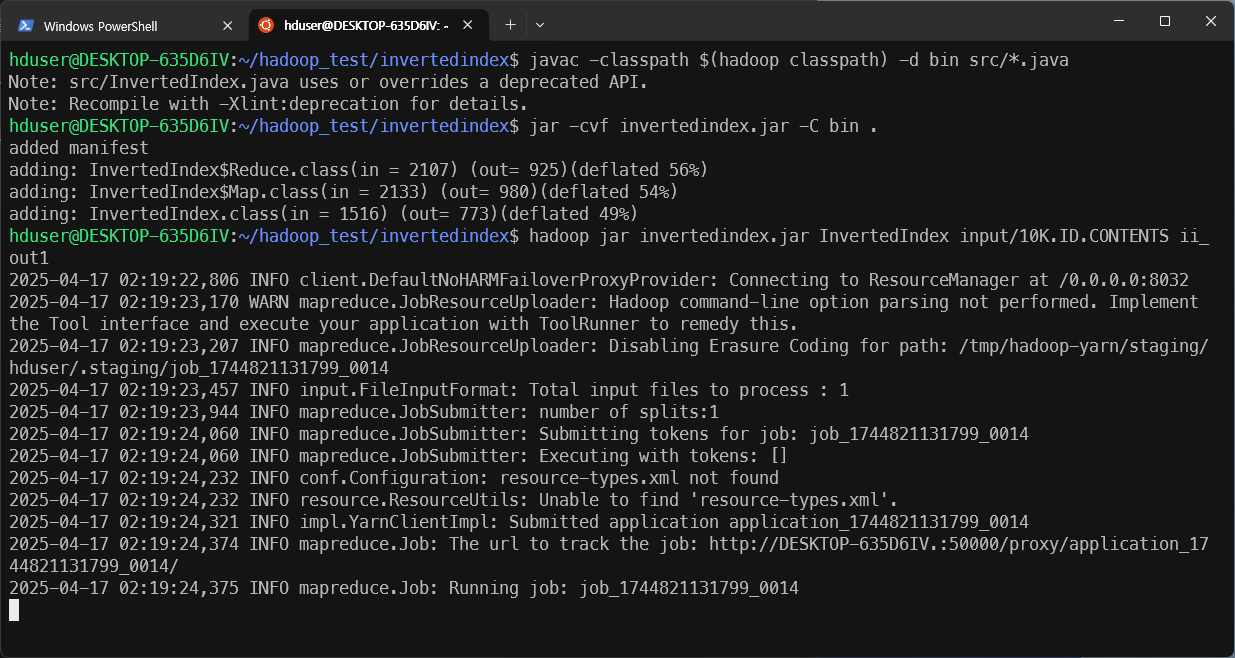 Windows PowerShell
hduser@DESKTOP-635D6IV: ~
hduser@DESKTOP-635D6IV:~/hadoop_test/invertedindex$ javac -classpath $(hadoop classpath) -d bin src/*.java
Note: src/InvertedIndex.java uses or overrides a deprecated API.
Note: Recompile with -Xlint:deprecation for details.
hduser@DESKTOP-635D6IV:~/hadoop_test/invertedindex$ jar -cvf invertedindex.jar -C bin .
added manifest
adding: InvertedIndex$Reduce.class(in = 2107) (out= 925)(deflated 56%)
adding: InvertedIndex$Map.class(in = 2133) (out= 980)(deflated 54%)
adding: InvertedIndex.class(in = 1516) (out= 773)(deflated 49%)
hduser@DESKTOP-635D6IV:~/hadoop_test/invertedindex$ hadoop jar invertedindex.jar InvertedIndex input/10K.ID.CONTENTS ii_
out1
2025-04-17 02:19:22,806 INFO client.DefaultNoHARMFailoverProxyProvider: Connecting to ResourceManager at /0.0.0.0:8032
2025-04-17 02:19:23,170 WARN mapreduce.JobResourceUploader: Hadoop command-line option parsing not performed. Implement
the Tool interface and execute your application with ToolRunner to remedy this.
2025-04-17 02:19:23,207 INFO mapreduce.JobResourceUploader: Disabling Erasure Coding for path: /tmp/hadoop-yarn/staging/
hduser/.staging/job_1744821131799_0014
2025-04-17 02:19:23,457 INFO input.FileInputFormat: Total input files to process : 1
2025-04-17 02:19:23,944 INFO mapreduce.JobSubmitter: number of splits:1
2025-04-17 02:19:24,060 INFO mapreduce.JobSubmitter: Submitting tokens for job: job_1744821131799_0014
2025-04-17 02:19:24,060 INFO mapreduce.JobSubmitter: Executing with tokens: []
2025-04-17 02:19:24,232 INFO conf.Configuration: resource-types.xml not found
2025-04-17 02:19:24,232 INFO resource.ResourceUtils: Unable to find 'resource-types.xml'.
2025-04-17 02:19:24,321 INFO impl.YarnClientImpl: Submitted application application_1744821131799_0014
2025-04-17 02:19:24,374 INFO mapreduce.Job: The url to track the job: http://DESKTOP-635D6IV.:50000/proxy/application_17
44821131799_0014/
2025-04-17 02:19:24,375 INFO mapreduce.Job: Running job: job_1744821131799_0014